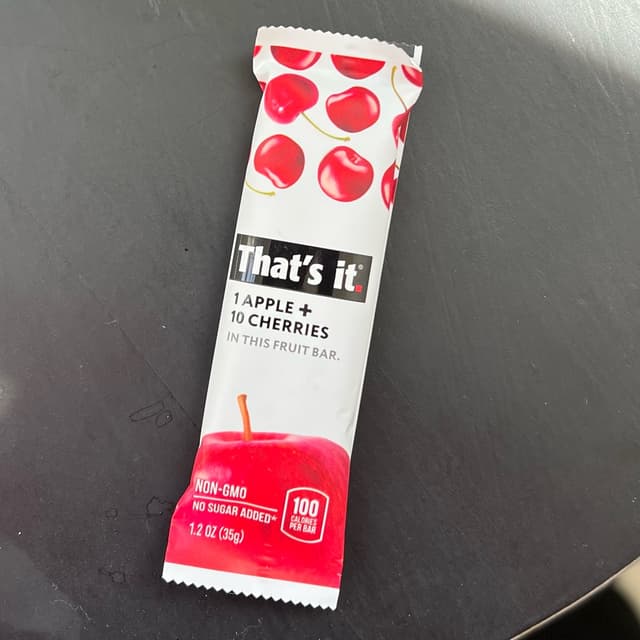 That's it.®
1 APPLE +
10 CHERRIES
IN THIS FRUIT BAR.
NON-GMO
NO SUGAR ADDED*
1.2 OZ (35g)
100
CALORIES
PER BAR